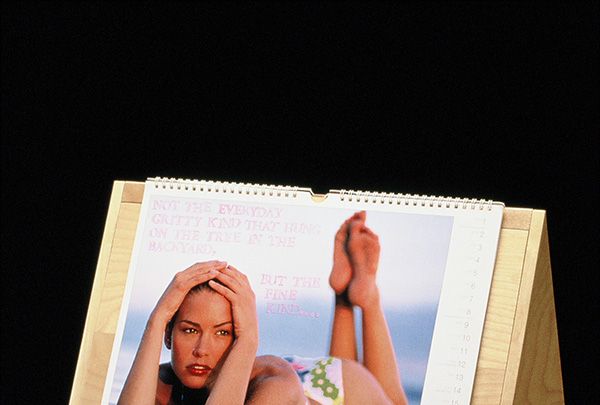 NOT THE EVERYDAY
GRITTY KIND THAT HUNG
ON THE TREE IN THE
BACKYARD,
BUT THE
FINE
KIND....
1
2
3
4
5
6
7
8
9
10
11
12
13
14
15